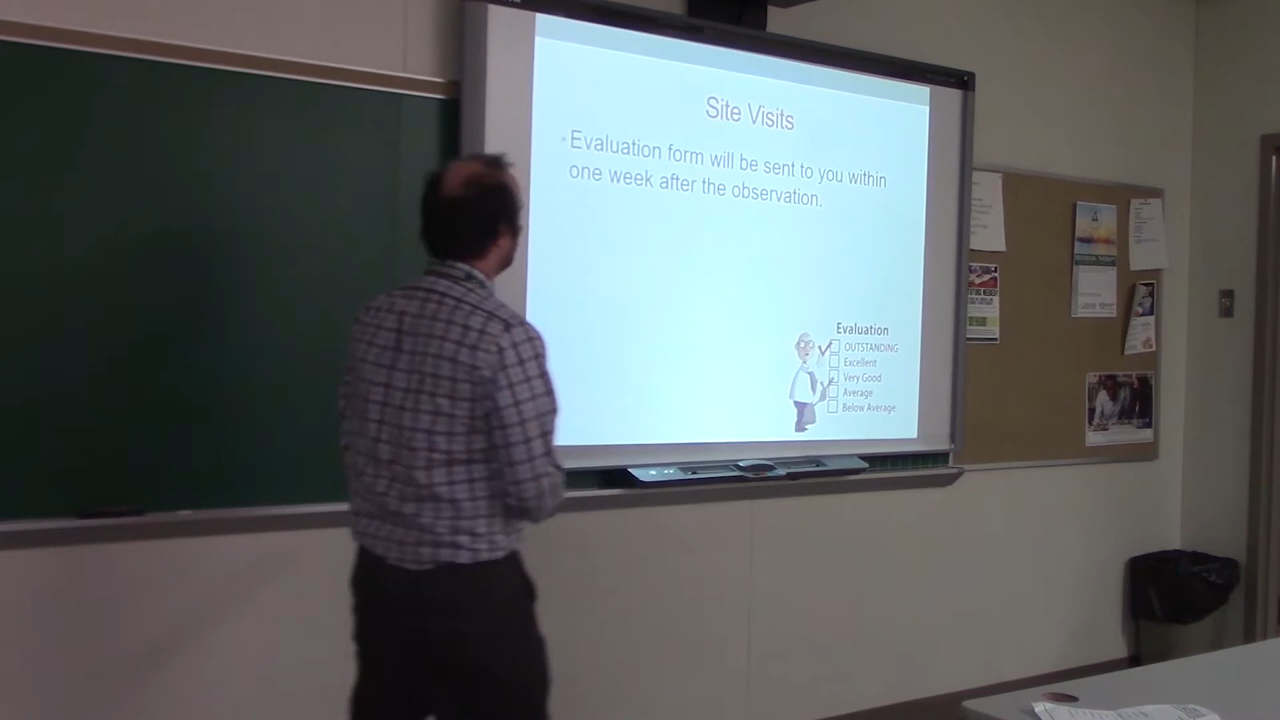 Site Visits
Evaluation form will be sent to you within
one week after the observation.
Evaluation
OUTSTANDING
Excellent
Very Good
Average
Below Average